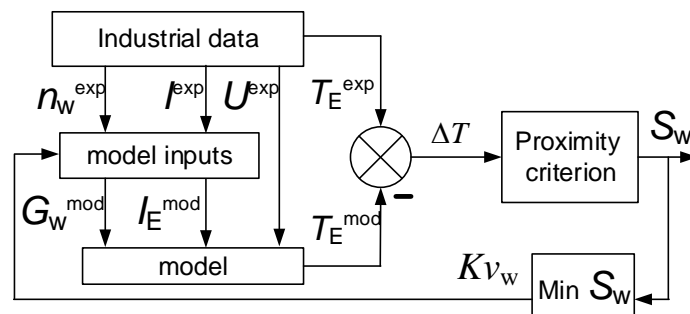 Industrial data
n_w^exp I^exp U^exp T_E^exp
model inputs
ΔT
Proximity
criterion
S_w
G_w^mod I_E^mod T_E^mod
–
model
Kv_w
Min S_w